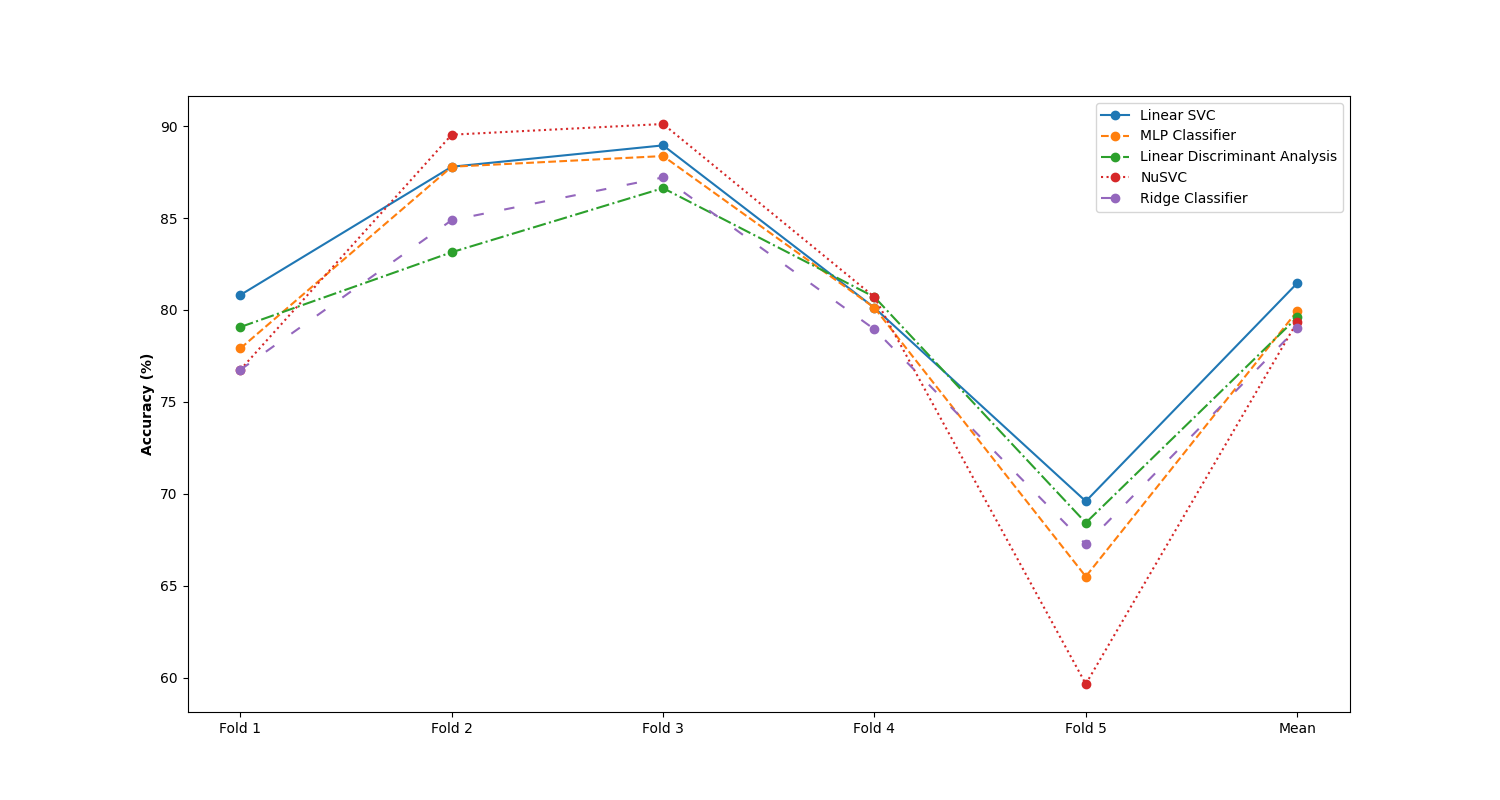 90
85
80
75
70
65
60
Accuracy (%)
Linear SVC
MLP Classifier
Linear Discriminant Analysis
NuSVC
Ridge Classifier
Fold 1 Fold 2 Fold 3 Fold 4 Fold 5 Mean